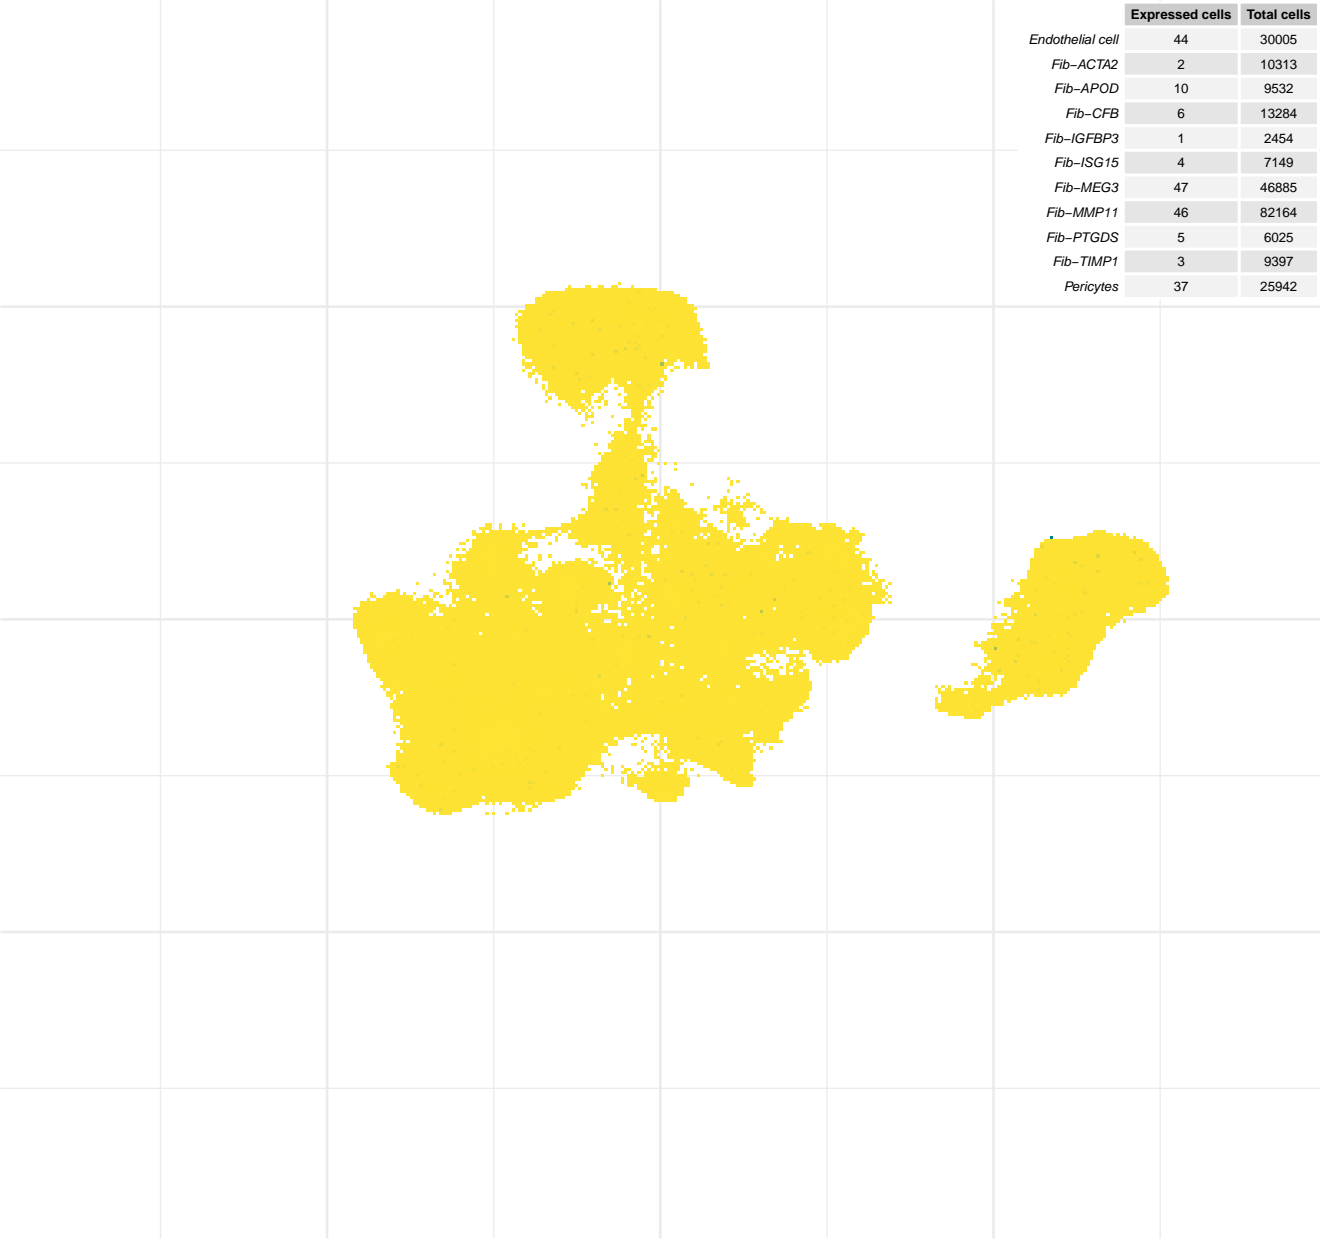 Expressed cells Total cells
Endothelial cell 44 30005
Fib−ACTA2 2 10313
Fib−APOD 10 9532
Fib−CFB 6 13284
Fib−IGFBP3 1 2454
Fib−ISG15 4 7149
Fib−MEG3 47 46885
Fib−MMP11 46 82164
Fib−PTGDS 5 6025
Fib−TIMP1 3 9397
Pericytes 37 25942